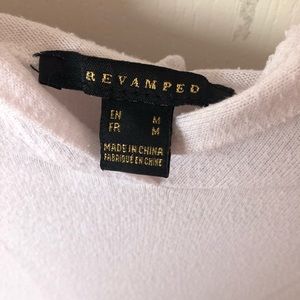 REVAMPED
EN M
FR M
MADE IN CHINA
FABRIQUÉ EN CHINE